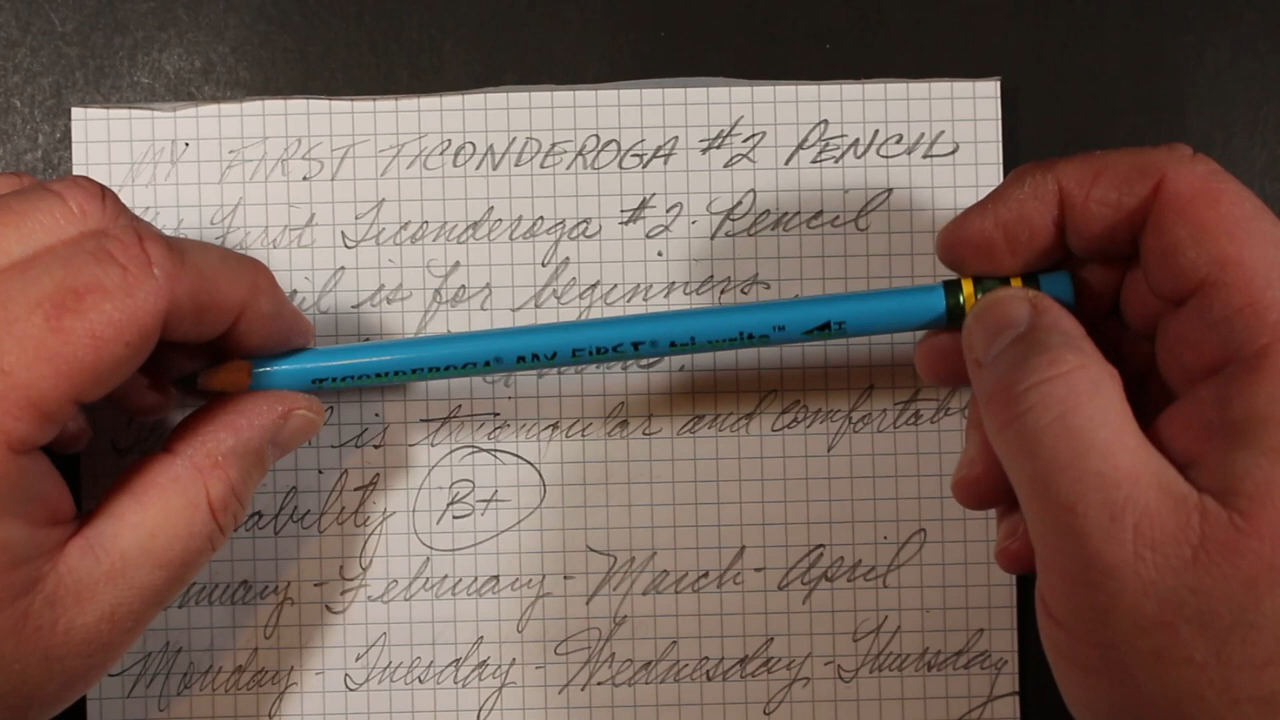 MY FIRST TICONDEROGA #2 PENCIL
First Ticonderoga #2. Pencil
is for beginners.
TICONDEROGA® MY FIRST® tri-write™
is triangular and comfortable
ability B+
February - March - April
Monday - Tuesday - Wednesday - Thursday